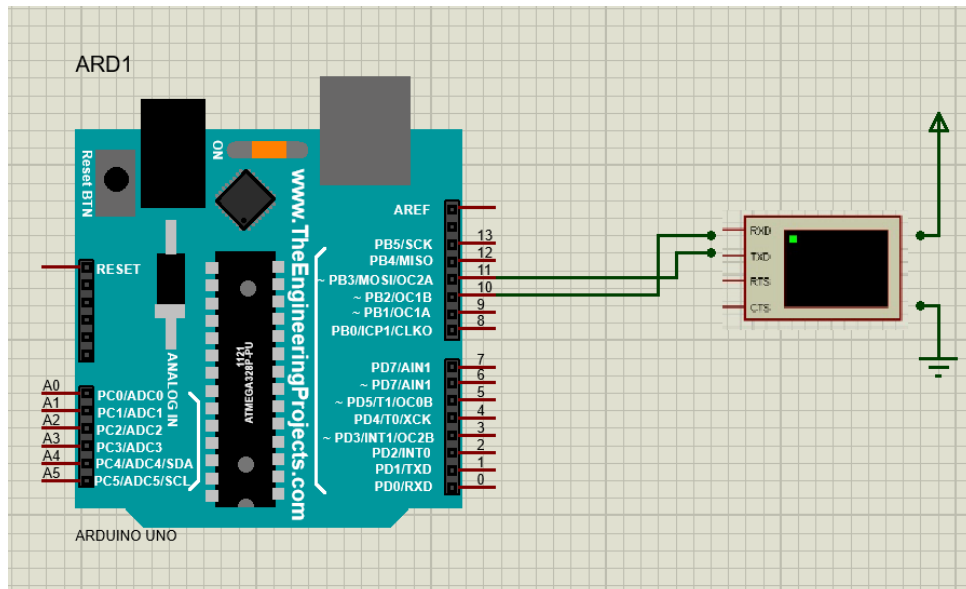 ARD1
Reset BTN
ON
www.TheEngineeringProjects.com
RESET
ANALOG IN
1121
ATMEGA328P-PU
AREF
PB5/SCK 13
PB4/MISO 12
~ PB3/MOSI/OC2A 11
~ PB2/OC1B 10
~ PB1/OC1A 9
PB0/ICP1/CLKO 8
PD7/AIN1 7
~ PD7/AIN1 6
~ PD5/T1/OC0B 5
PD4/T0/XCK 4
~ PD3/INT1/OC2B 3
PD2/INT0 2
PD1/TXD 1
PD0/RXD 0
A0 PC0/ADC0
A1 PC1/ADC1
A2 PC2/ADC2
A3 PC3/ADC3
A4 PC4/ADC4/SDA
A5 PC5/ADC5/SCL
ARDUINO UNO
RXD
TXD
RTS
CTS